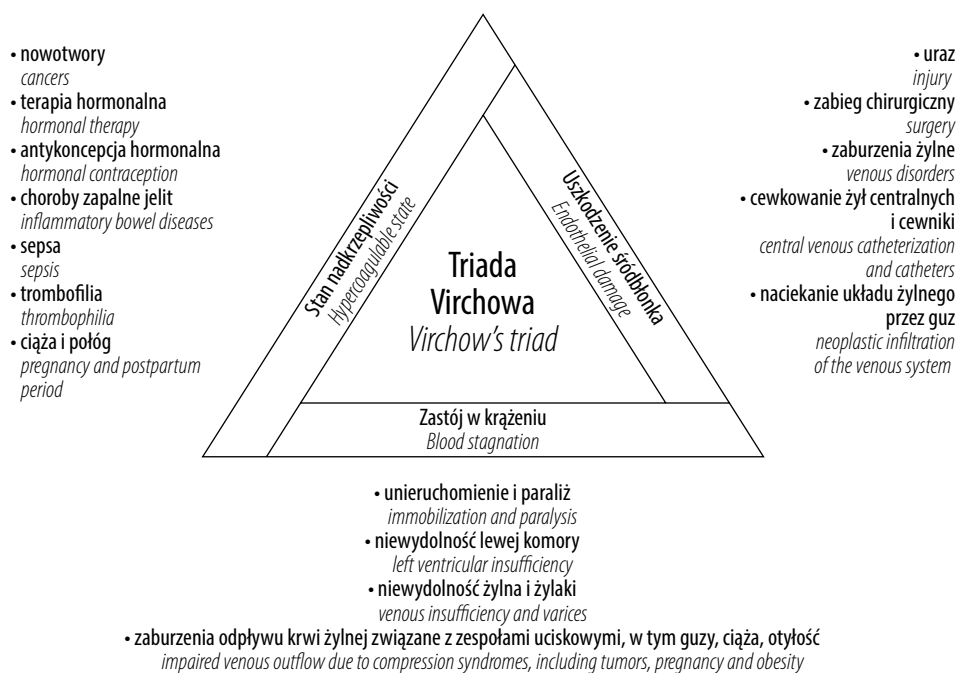 • nowotwory
cancers
• terapia hormonalna
hormonal therapy
• antykoncepcja hormonalna
hormonal contraception
• choroby zapalne jelit
inflammatory bowel diseases
• sepsa
sepsis
• trombofilia
thrombophilia
• ciąża i połóg
pregnancy and postpartum
period
Stan nadkrzepliwości
Hypercoagulable state
Triada
Virchowa
Virchow's triad
Uszkodzenie śródbłonka
Endothelial damage
• uraz
injury
• zabieg chirurgiczny
surgery
• zaburzenia żylne
venous disorders
• cewkowanie żył centralnych
i cewniki
central venous catheterization
and catheters
• naciekanie układu żylnego
przez guz
neoplastic infiltration
of the venous system
Zastój w krążeniu
Blood stagnation
• unieruchomienie i paraliż
immobilization and paralysis
• niewydolność lewej komory
left ventricular insufficiency
• niewydolność żylna i żylaki
venous insufficiency and varices
• zaburzenia odpływu krwi żylnej związane z zespołami uciskowymi, w tym guzy, ciąża, otyłość
impaired venous outflow due to compression syndromes, including tumors, pregnancy and obesity